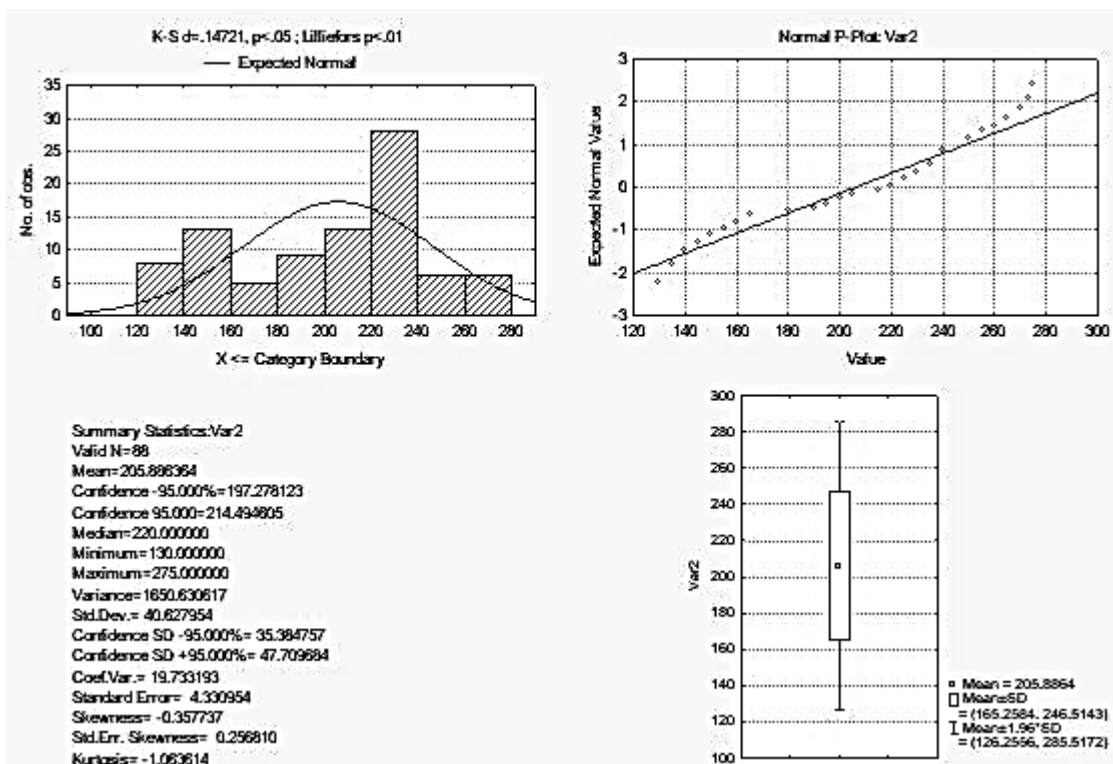 K-S d=.14721, p<.05 ; Lilliefors p<.01
Expected Normal
35
30
25
20
15
10
5
0
No. of obs.
100 120 140 160 180 200 220 240 260 280
X <= Category Boundary
Normal P-Plot: Var2
3
2
1
0
-1
-2
-3
Expected Normal Value
120 140 160 180 200 220 240 260 280 300
Value
Summary Statistics:Var2
Valid N=88
Mean=205.886364
Confidence -95.000%=197.278123
Confidence 95.000=214.494605
Median=220.000000
Minimum=130.000000
Maximum=275.000000
Variance=1650.630617
Std.Dev.= 40.627954
Confidence SD -95.000%= 35.384757
Confidence SD +95.000%= 47.709684
Coef.Var.= 19.733193
Standard Error= 4.330954
Skewness= -0.357737
Std.Err. Skewness= 0.256810
Kurtosis= -1.063614
300
280
260
240
220
200
180
160
140
120
100
Var2
Mean = 205.8864
Mean±SD
= (165.2584, 246.5143)
Mean±1.96*SD
= (126.2556, 285.5172)